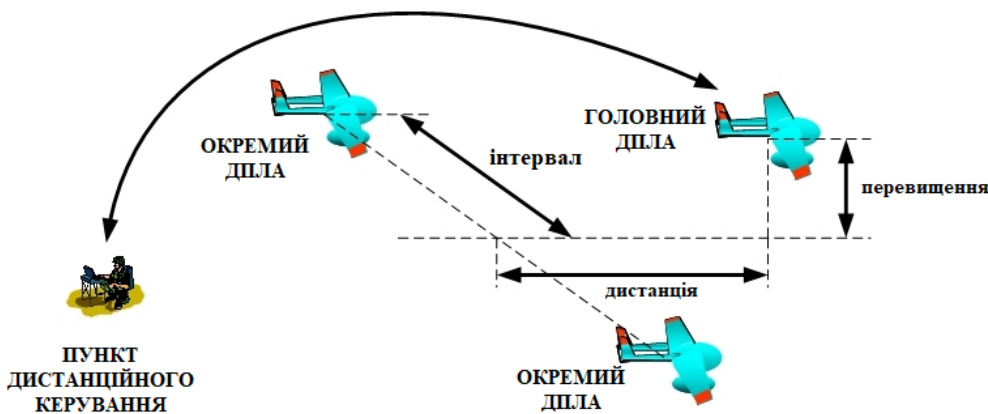 ОКРЕМИЙ
ДПЛА
ГОЛОВНИЙ
ДПЛА
інтервал
перевищення
дистанція
ПУНКТ
ДИСТАНЦІЙНОГО
КЕРУВАННЯ
ОКРЕМИЙ
ДПЛА